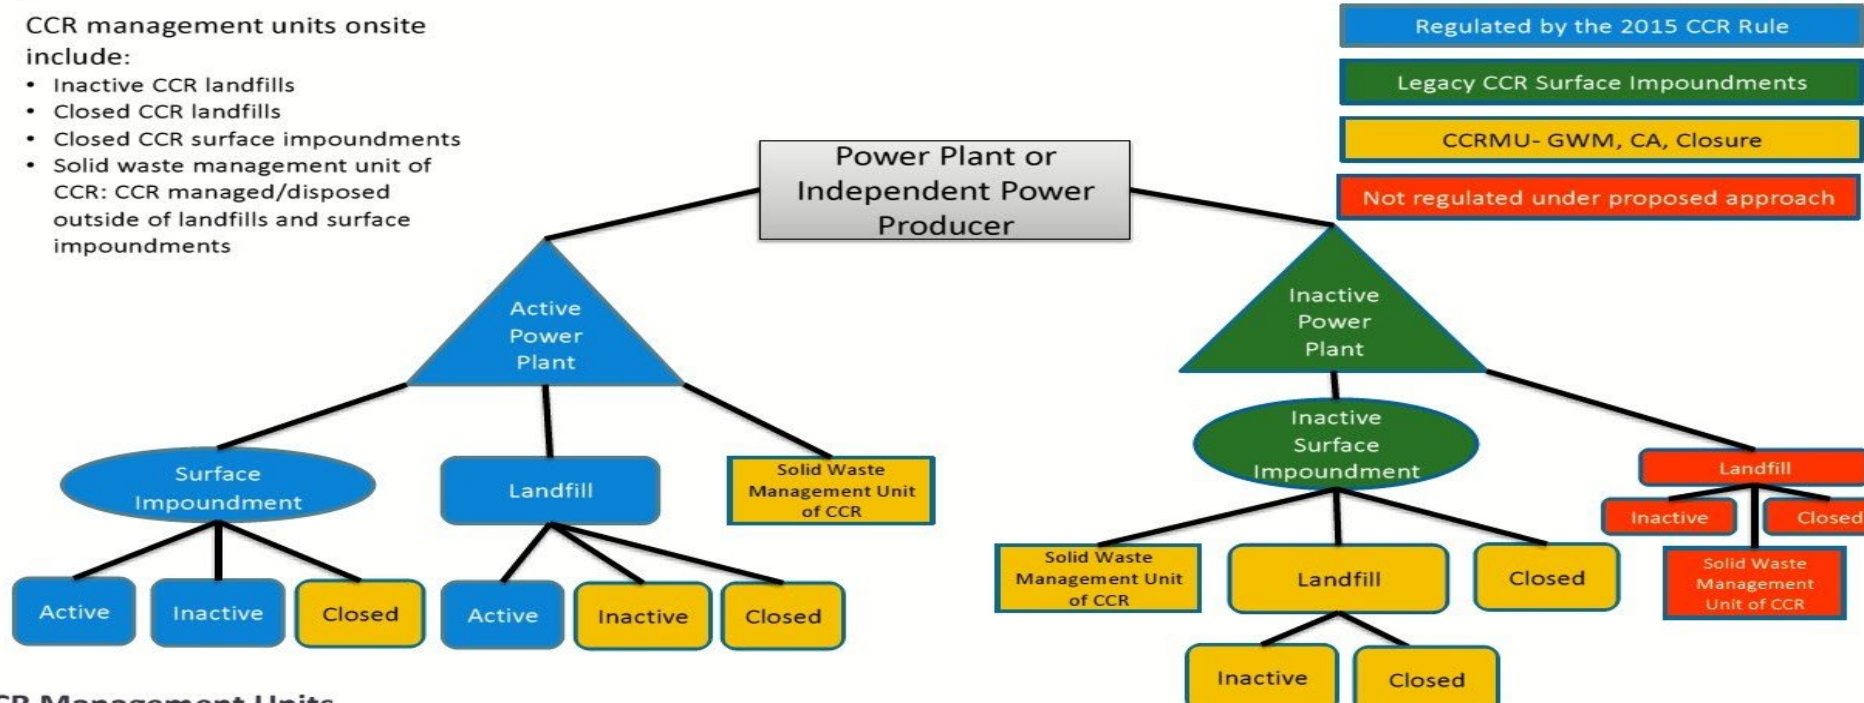 CCR management units onsite
include:
• Inactive CCR landfills
• Closed CCR landfills
• Closed CCR surface impoundments
• Solid waste management unit of
CCR: CCR managed/disposed
outside of landfills and surface
impoundments
Regulated by the 2015 CCR Rule
Legacy CCR Surface Impoundments
CCRMU- GWM, CA, Closure
Not regulated under proposed approach
Power Plant or
Independent Power
Producer
Active
Power
Plant
Inactive
Power
Plant
Surface
Impoundment
Landfill
Solid Waste
Management Unit
of CCR
Inactive
Surface
Impoundment
Landfill
Inactive
Closed
Solid Waste
Management
Unit of CCR
Active
Inactive
Closed
Active
Inactive
Closed
Solid Waste
Management Unit
of CCR
Landfill
Closed
Inactive
Closed
Management Units